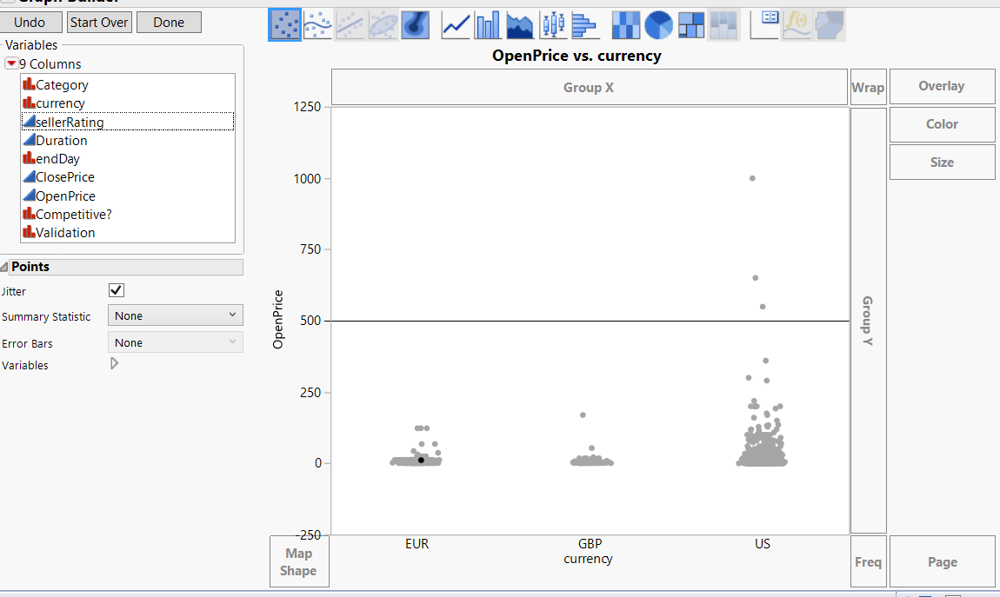 Graph Builder
Undo Start Over Done
Variables
9 Columns
Category
currency
sellerRating
Duration
endDay
ClosePrice
OpenPrice
Competitive?
Validation
Points
Jitter
Summary Statistic None
Error Bars None
Variables
OpenPrice vs. currency
Group X
Wrap
Overlay
Color
Size
1250
1000
750
500
250
0
-250
OpenPrice
Group Y
EUR GBP US
currency
Map
Shape
Freq
Page